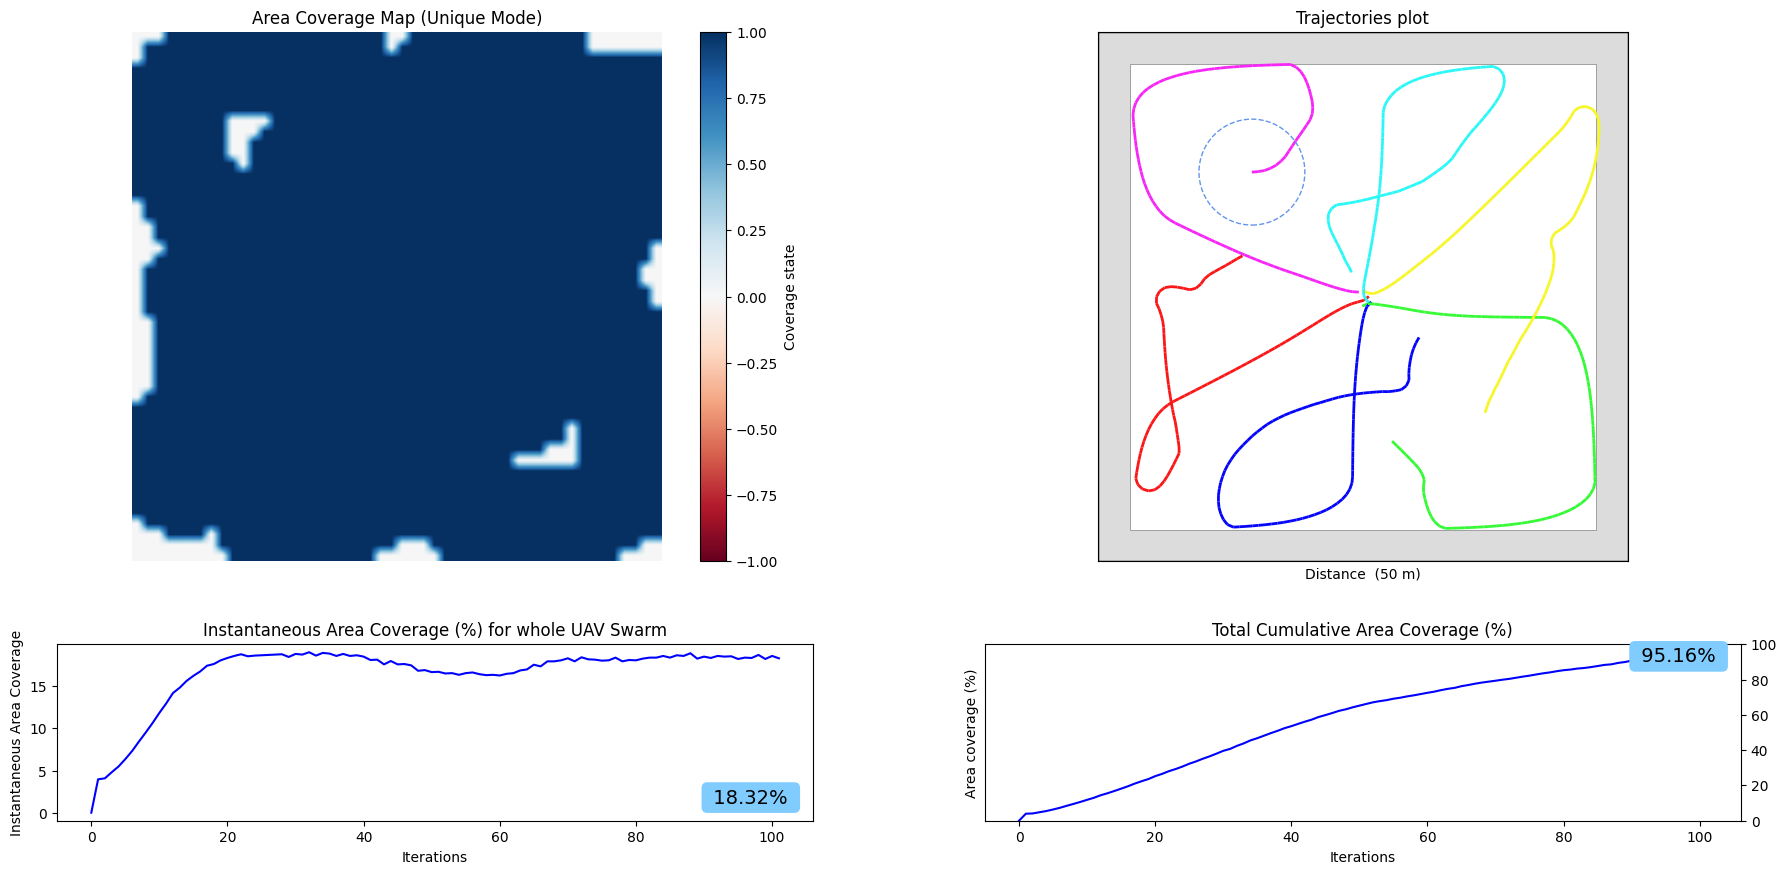 Area Coverage Map (Unique Mode)
1.00
0.75
0.50
0.25
0.00
−0.25
−0.50
−0.75
−1.00
Coverage state
Trajectories plot
Distance  (50 m)
Instantaneous Area Coverage (%) for whole UAV Swarm
Instantaneous Area Coverage
15
10
5
0
18.32%
0 20 40 60 80 100
Iterations
Total Cumulative Area Coverage (%)
Area coverage (%)
95.16%
100
80
60
40
20
0
0 20 40 60 80 100
Iterations